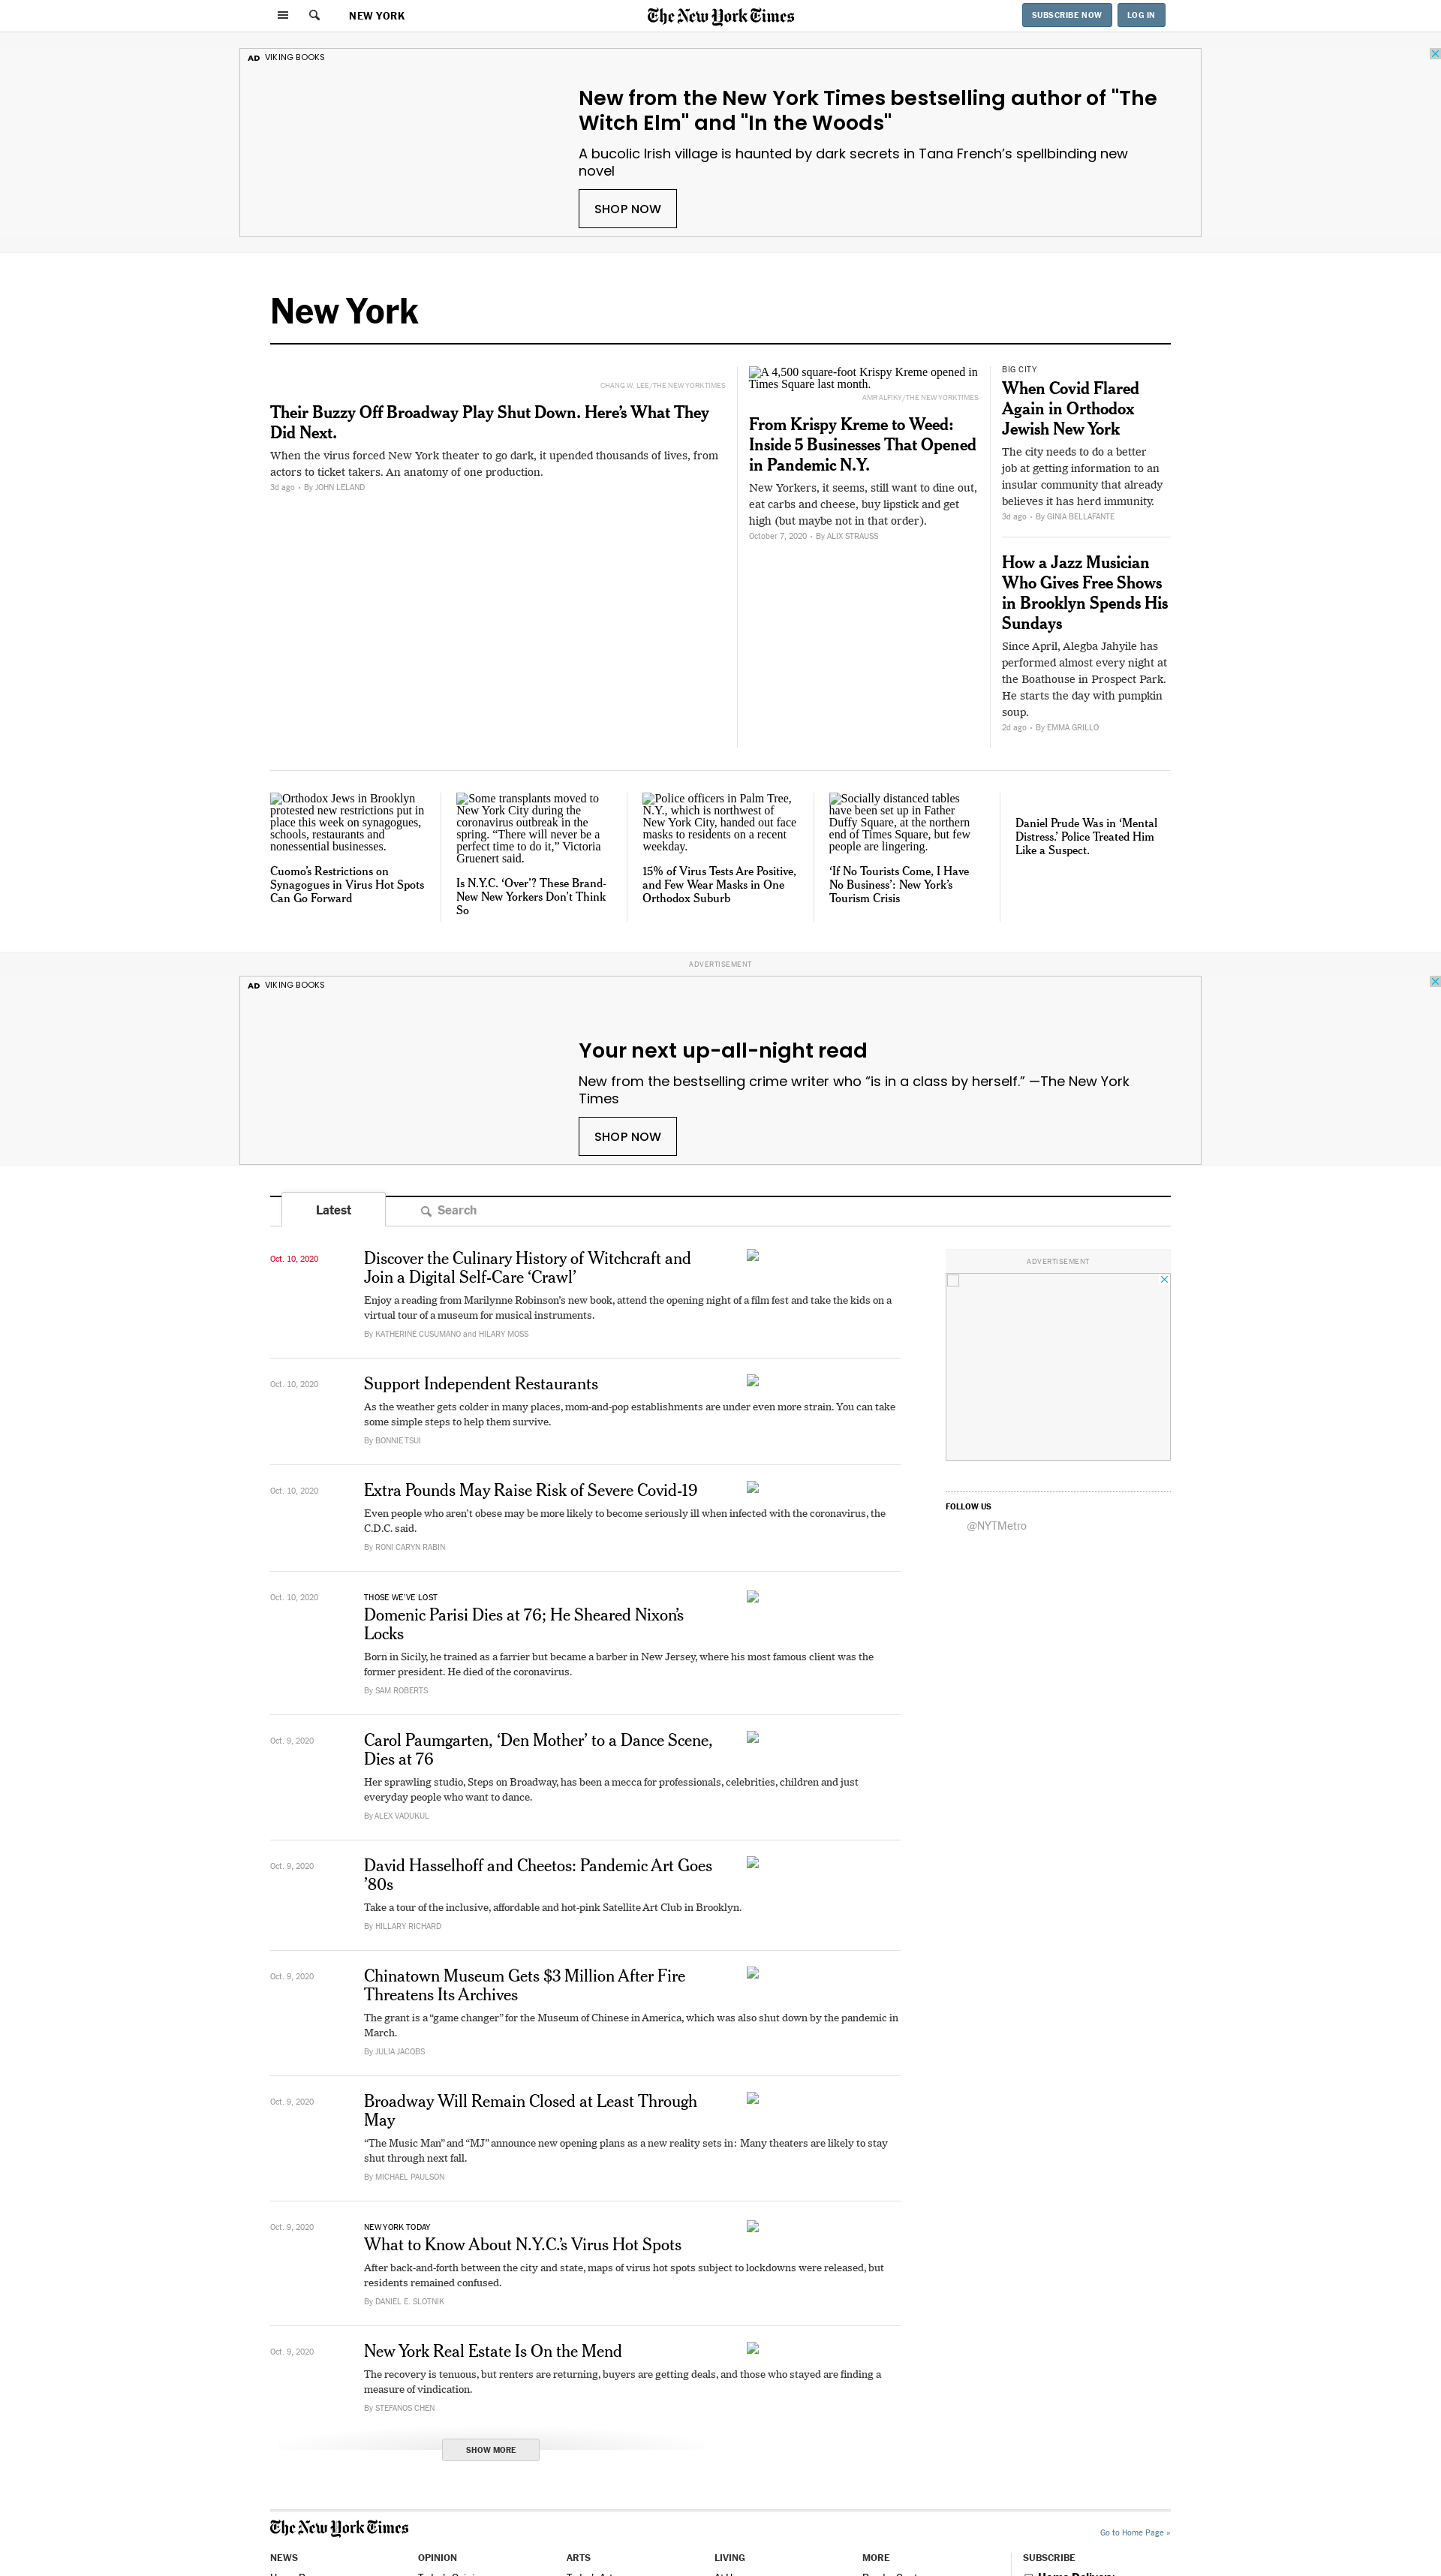 NEW YORK
The New York Times
SUBSCRIBE NOW
LOG IN
AD VIKING BOOKS
New from the New York Times bestselling author of "The
Witch Elm" and "In the Woods"
A bucolic Irish village is haunted by dark secrets in Tana French’s spellbinding new
novel
SHOP NOW
New York
CHANG W. LEE/THE NEW YORK TIMES
Their Buzzy Off Broadway Play Shut Down. Here’s What They
Did Next.
When the virus forced New York theater to go dark, it upended thousands of lives, from
actors to ticket takers. An anatomy of one production.
3d ago • By JOHN LELAND
A 4,500 square-foot Krispy Kreme opened in
Times Square last month.
AMR ALFIKY/THE NEW YORK TIMES
From Krispy Kreme to Weed:
Inside 5 Businesses That Opened
in Pandemic N.Y.
New Yorkers, it seems, still want to dine out,
eat carbs and cheese, buy lipstick and get
high (but maybe not in that order).
October 7, 2020 • By ALIX STRAUSS
BIG CITY
When Covid Flared
Again in Orthodox
Jewish New York
The city needs to do a better
job at getting information to an
insular community that already
believes it has herd immunity.
3d ago • By GINIA BELLAFANTE
How a Jazz Musician
Who Gives Free Shows
in Brooklyn Spends His
Sundays
Since April, Alegba Jahyile has
performed almost every night at
the Boathouse in Prospect Park.
He starts the day with pumpkin
soup.
2d ago • By EMMA GRILLO
Orthodox Jews in Brooklyn
protested new restrictions put in
place this week on synagogues,
schools, restaurants and
nonessential businesses.
Cuomo’s Restrictions on
Synagogues in Virus Hot Spots
Can Go Forward
Some transplants moved to
New York City during the
coronavirus outbreak in the
spring. “There will never be a
perfect time to do it,” Victoria
Gruenert said.
Is N.Y.C. ‘Over’? These Brand-
New New Yorkers Don’t Think
So
Police officers in Palm Tree,
N.Y., which is northwest of
New York City, handed out face
masks to residents on a recent
weekday.
15% of Virus Tests Are Positive,
and Few Wear Masks in One
Orthodox Suburb
Socially distanced tables
have been set up in Father
Duffy Square, at the northern
end of Times Square, but few
people are lingering.
‘If No Tourists Come, I Have
No Business’: New York’s
Tourism Crisis
Daniel Prude Was in ‘Mental
Distress.’ Police Treated Him
Like a Suspect.
ADVERTISEMENT
AD VIKING BOOKS
Your next up-all-night read
New from the bestselling crime writer who “is in a class by herself.” —The New York
Times
SHOP NOW
Latest
Search
Oct. 10, 2020
Discover the Culinary History of Witchcraft and
Join a Digital Self-Care ‘Crawl’
Enjoy a reading from Marilynne Robinson’s new book, attend the opening night of a film fest and take the kids on a
virtual tour of a museum for musical instruments.
By KATHERINE CUSUMANO and HILARY MOSS
ADVERTISEMENT
Oct. 10, 2020
Support Independent Restaurants
As the weather gets colder in many places, mom-and-pop establishments are under even more strain. You can take
some simple steps to help them survive.
By BONNIE TSUI
Oct. 10, 2020
Extra Pounds May Raise Risk of Severe Covid-19
Even people who aren’t obese may be more likely to become seriously ill when infected with the coronavirus, the
C.D.C. said.
By RONI CARYN RABIN
FOLLOW US
@NYTMetro
Oct. 10, 2020
THOSE WE’VE LOST
Domenic Parisi Dies at 76; He Sheared Nixon’s
Locks
Born in Sicily, he trained as a farrier but became a barber in New Jersey, where his most famous client was the
former president. He died of the coronavirus.
By SAM ROBERTS
Oct. 9, 2020
Carol Paumgarten, ‘Den Mother’ to a Dance Scene,
Dies at 76
Her sprawling studio, Steps on Broadway, has been a mecca for professionals, celebrities, children and just
everyday people who want to dance.
By ALEX VADUKUL
Oct. 9, 2020
David Hasselhoff and Cheetos: Pandemic Art Goes
’80s
Take a tour of the inclusive, affordable and hot-pink Satellite Art Club in Brooklyn.
By HILLARY RICHARD
Oct. 9, 2020
Chinatown Museum Gets $3 Million After Fire
Threatens Its Archives
The grant is a “game changer” for the Museum of Chinese in America, which was also shut down by the pandemic in
March.
By JULIA JACOBS
Oct. 9, 2020
Broadway Will Remain Closed at Least Through
May
“The Music Man” and “MJ” announce new opening plans as a new reality sets in: Many theaters are likely to stay
shut through next fall.
By MICHAEL PAULSON
Oct. 9, 2020
NEW YORK TODAY
What to Know About N.Y.C.’s Virus Hot Spots
After back-and-forth between the city and state, maps of virus hot spots subject to lockdowns were released, but
residents remained confused.
By DANIEL E. SLOTNIK
Oct. 9, 2020
New York Real Estate Is On the Mend
The recovery is tenuous, but renters are returning, buyers are getting deals, and those who stayed are finding a
measure of vindication.
By STEFANOS CHEN
SHOW MORE
The New York Times
Go to Home Page »
NEWS
OPINION
ARTS
LIVING
MORE
SUBSCRIBE